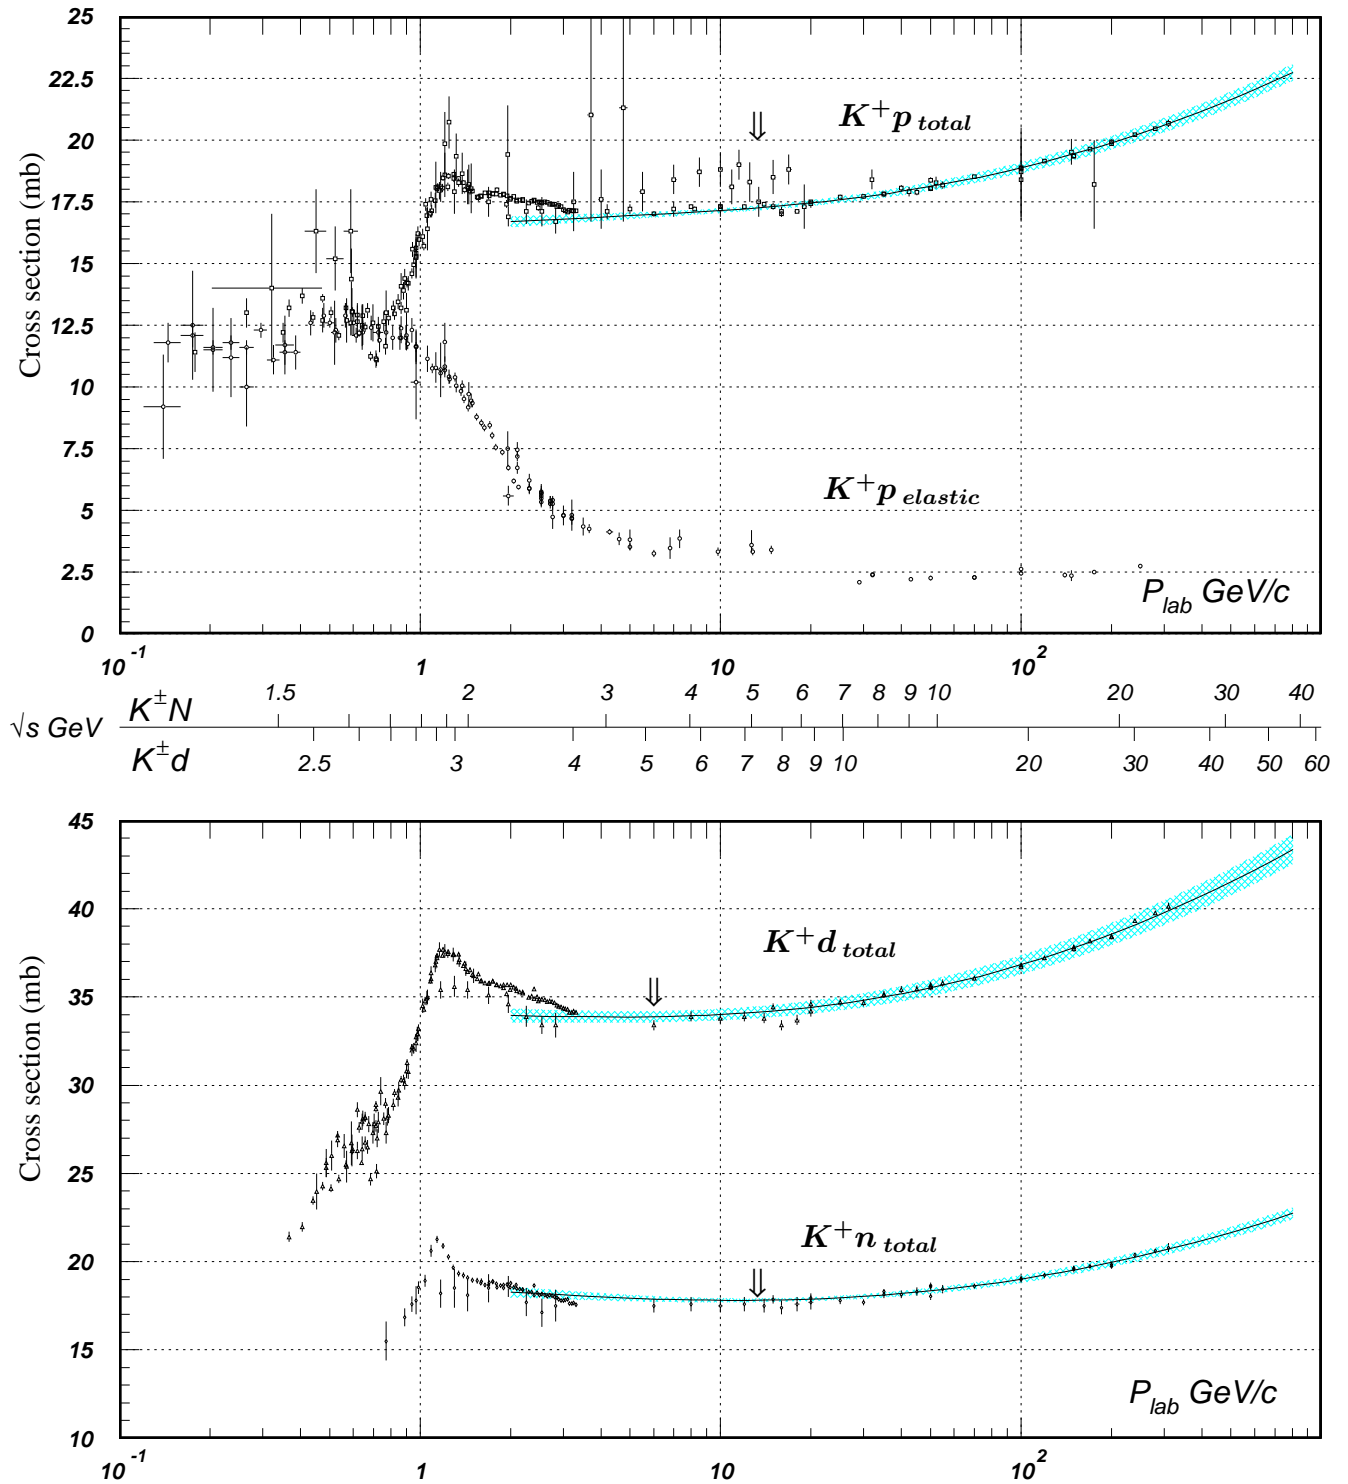 25
22.5
20
17.5
15
12.5
10
7.5
5
2.5
0
Cross section (mb)
⇓
K⁺p total
K⁺p elastic
P lab GeV/c
10⁻¹ 1 10 10²
1.5 2 3 4 5 6 7 8 9 10 20 30 40
K±N
√s GeV
K±d
2.5 3 4 5 6 7 8 9 10 20 30 40 50 60
45
40
35
30
25
20
15
10
Cross section (mb)
K⁺d total
⇓
K⁺n total
⇓
P lab GeV/c
10⁻¹ 1 10 10²